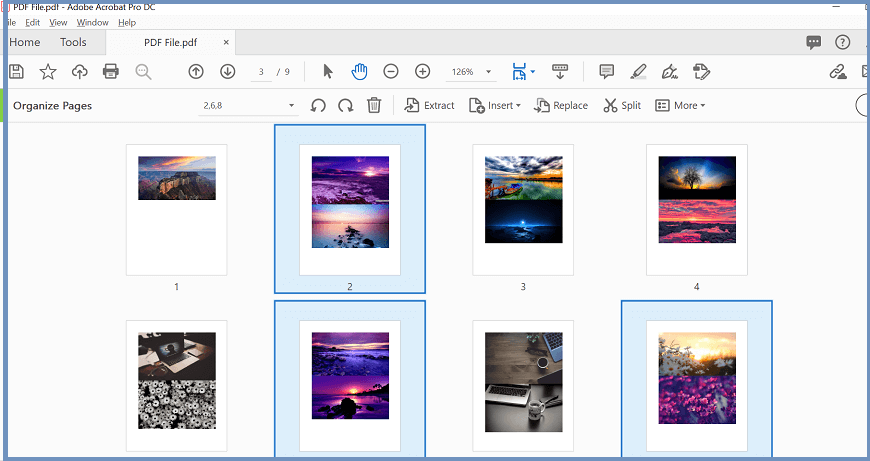 PDF File.pdf - Adobe Acrobat Pro DC
File Edit View Window Help
Home Tools PDF File.pdf ×
3 / 9 126%
Organize Pages 2,6,8 Extract Insert Replace Split More
1 2 3 4